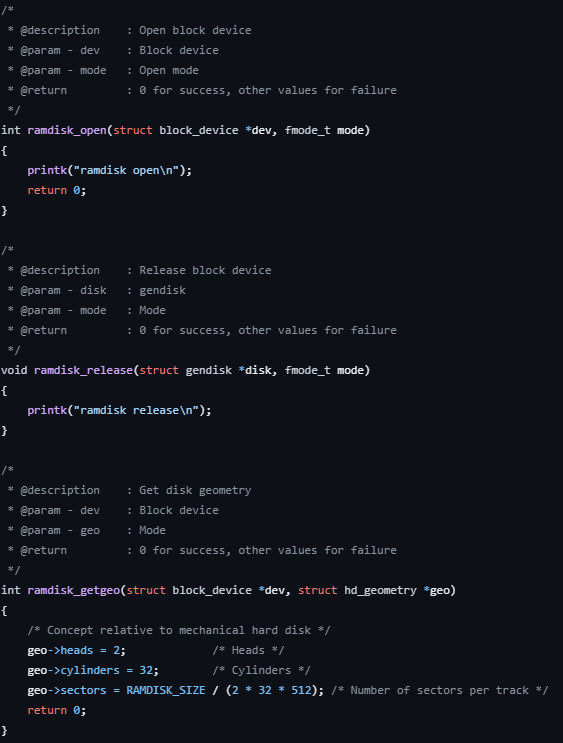 /*
 * @description    : Open block device
 * @param - dev    : Block device
 * @param - mode   : Open mode
 * @return         : 0 for success, other values for failure
 */
int ramdisk_open(struct block_device *dev, fmode_t mode)
{
    printk("ramdisk open\n");
    return 0;
}

/*
 * @description    : Release block device
 * @param - disk   : gendisk
 * @param - mode   : Mode
 * @return         : 0 for success, other values for failure
 */
void ramdisk_release(struct gendisk *disk, fmode_t mode)
{
    printk("ramdisk release\n");
}

/*
 * @description    : Get disk geometry
 * @param - dev    : Block device
 * @param - geo    : Mode
 * @return         : 0 for success, other values for failure
 */
int ramdisk_getgeo(struct block_device *dev, struct hd_geometry *geo)
{
    /* Concept relative to mechanical hard disk */
    geo->heads = 2;             /* Heads */
    geo->cylinders = 32;        /* Cylinders */
    geo->sectors = RAMDISK_SIZE / (2 * 32 * 512); /* Number of sectors per track */
    return 0;
}